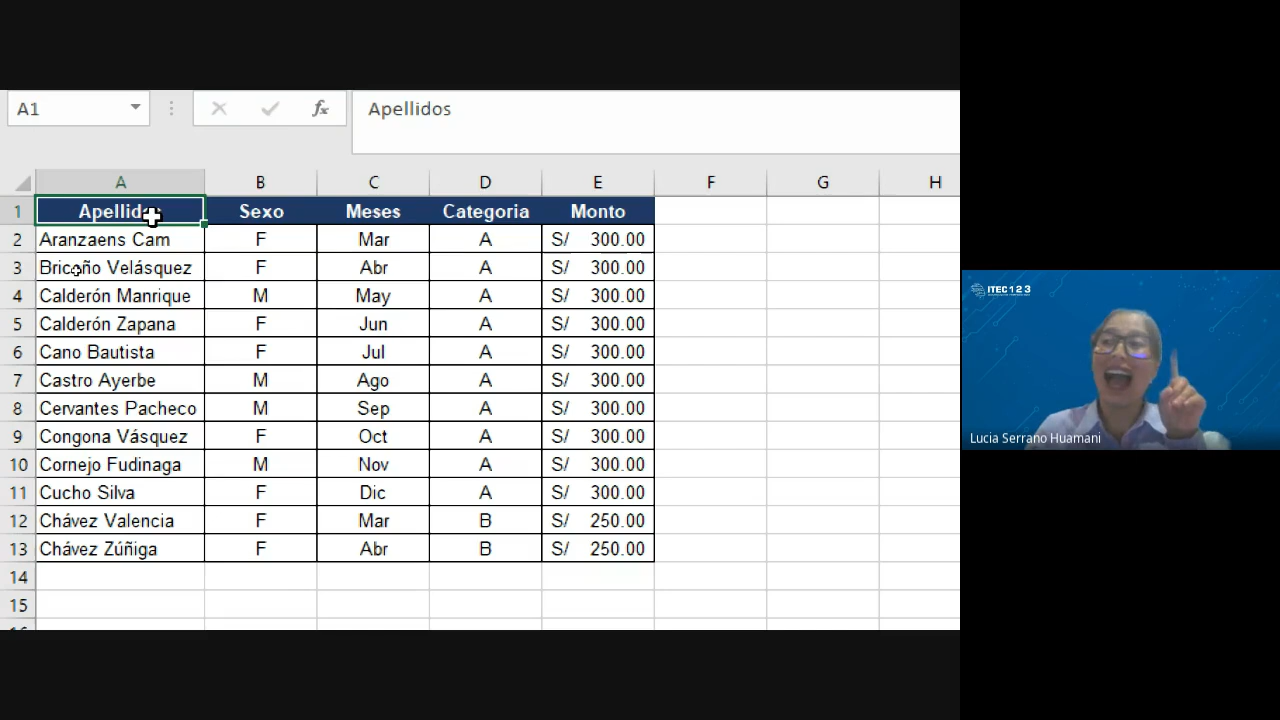 A1
fx
Apellidos
A B C D E F G H
1 Sexo Meses Categoria Monto
2 Aranzaens Cam F Mar A S/ 300.00
3 Briceño Velásquez F Abr A S/ 300.00
4 Calderón Manrique M May A S/ 300.00
5 Calderón Zapana F Jun A S/ 300.00
6 Cano Bautista F Jul A S/ 300.00
7 Castro Ayerbe M Ago A S/ 300.00
8 Cervantes Pacheco M Sep A S/ 300.00
9 Congona Vásquez F Oct A S/ 300.00
10 Cornejo Fudinaga M Nov A S/ 300.00
11 Cucho Silva F Dic A S/ 300.00
12 Chávez Valencia F Mar B S/ 250.00
13 Chávez Zúñiga F Abr B S/ 250.00
14
15
ITEC 1 2 3
Lucia Serrano Huamani